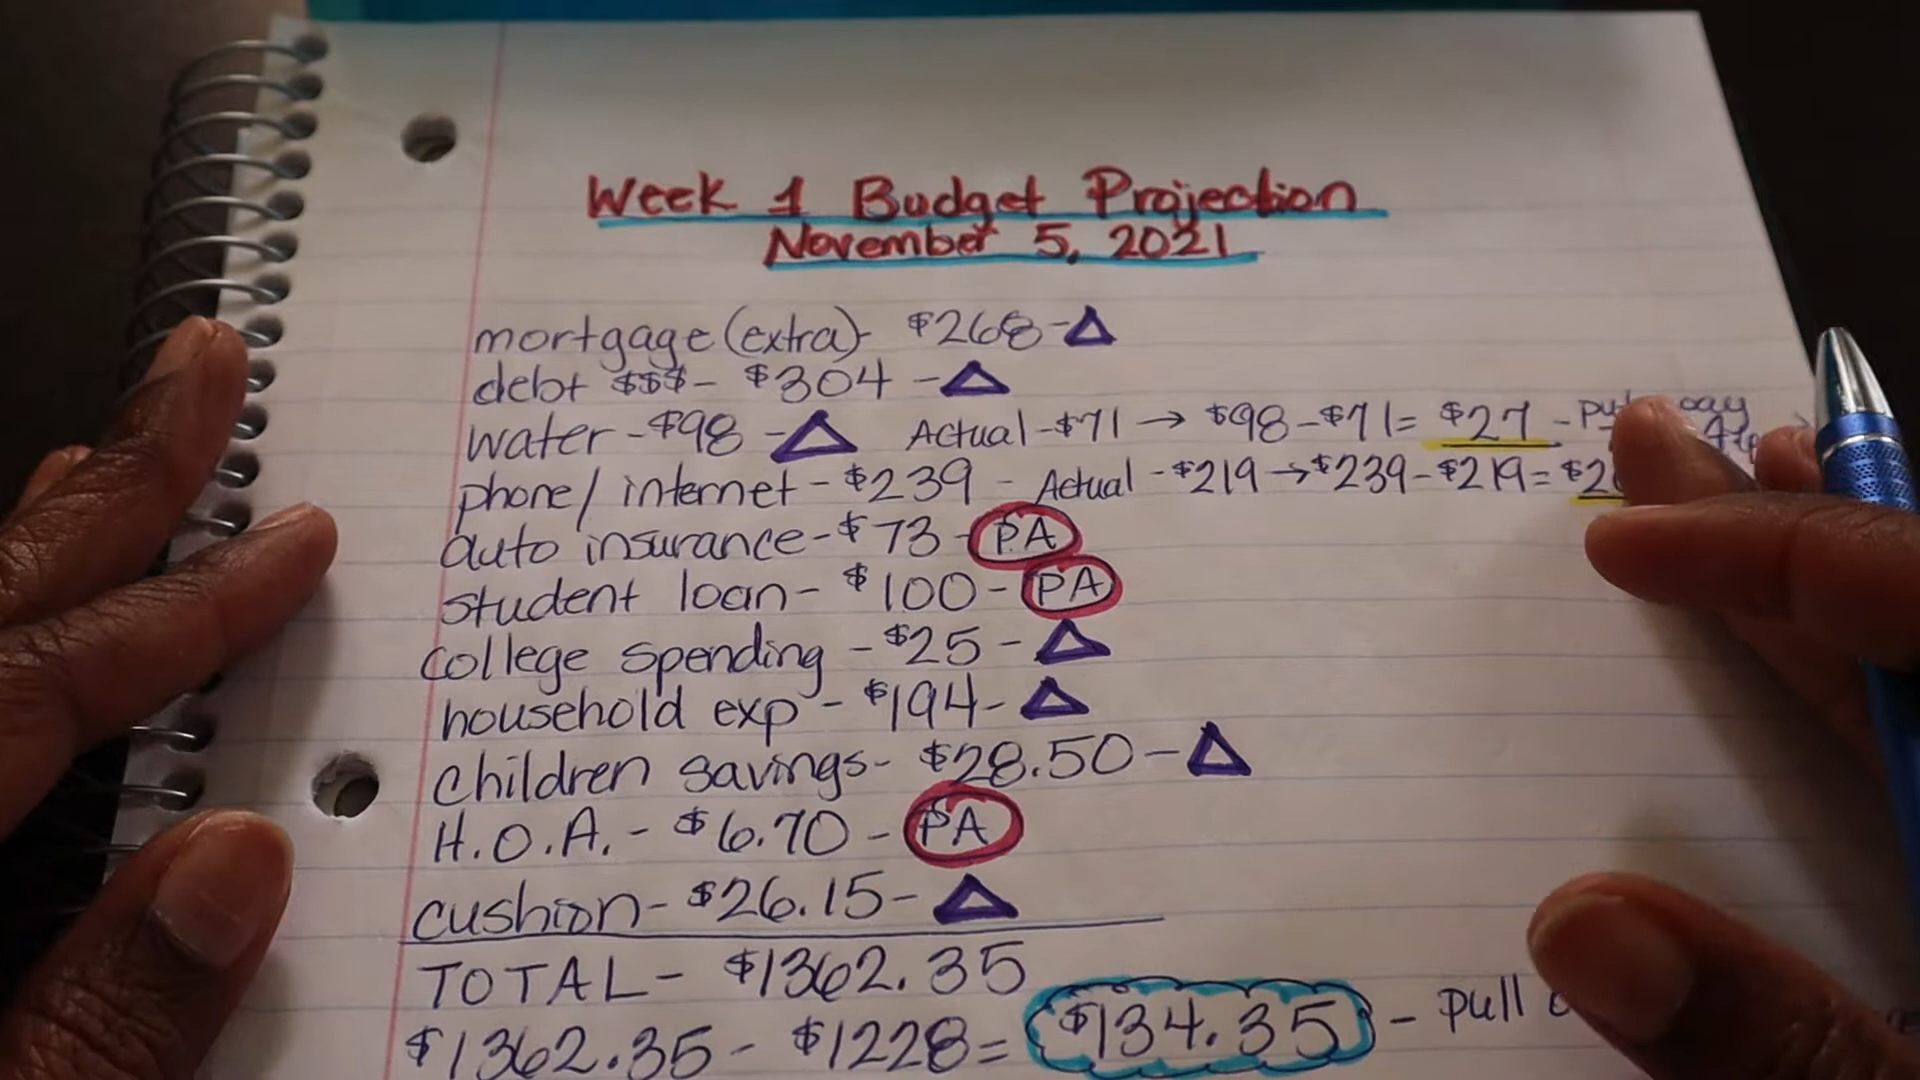 Week 1 Budget Projection
November 5, 2021
mortgage (extra)- $268-△
debt $$$- $304-△
water-$98-△ Actual-$71→$98-$71=$27-
phone/internet-$239- Actual-$219→$239-$219=
auto insurance-$73-PA
student loan-$100-PA
college spending-$25-△
household exp-$194-△
children savings-$28.50-△
H.O.A.-$6.70-PA
cushion-$26.15-△
TOTAL-$1362.35
$1362.35-$1228=$134.35-pull